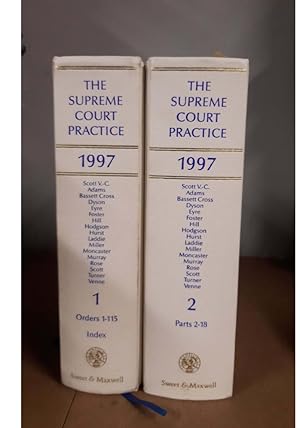 THE
SUPREME
COURT
PRACTICE
1997
Scott V.-C.
Adams
Bassett Cross
Dyson
Eyre
Foster
Hill
Hodgson
Hurst
Laddie
Miller
Moncaster
Murray
Rose
Scott
Turner
Venne
1
Orders 1-115
Index
Sweet & Maxwell
THE
SUPREME
COURT
PRACTICE
1997
Scott V.-C.
Adams
Bassett Cross
Dyson
Eyre
Foster
Hill
Hodgson
Hurst
Laddie
Miller
Moncaster
Murray
Rose
Scott
Turner
Venne
2
Parts 2-18
Sweet & Maxwell